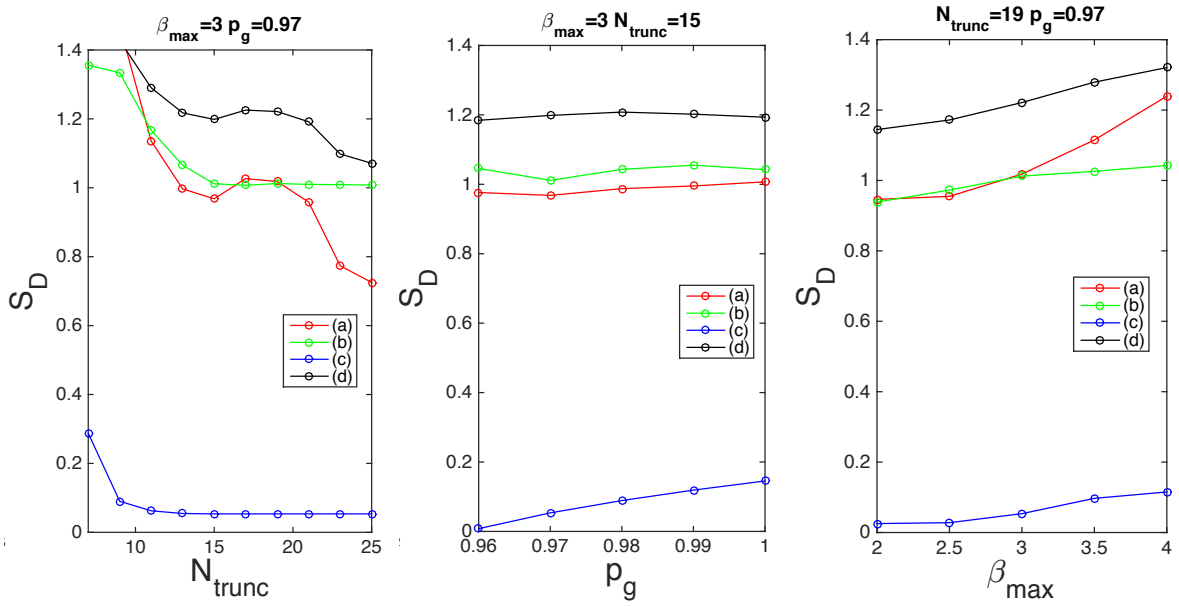 β_max=3 p_g=0.97
1.4
1.2
1
0.8
0.6
0.4
0.2
0
S_D
(a)
(b)
(c)
(d)
10 15 20 25
N_trunc
β_max=3 N_trunc=15
1.4
1.2
1
0.8
0.6
0.4
0.2
0
S_D
(a)
(b)
(c)
(d)
0.96 0.97 0.98 0.99 1
p_g
N_trunc=19 p_g=0.97
1.4
1.2
1
0.8
0.6
0.4
0.2
0
S_D
(a)
(b)
(c)
(d)
2 2.5 3 3.5 4
β_max